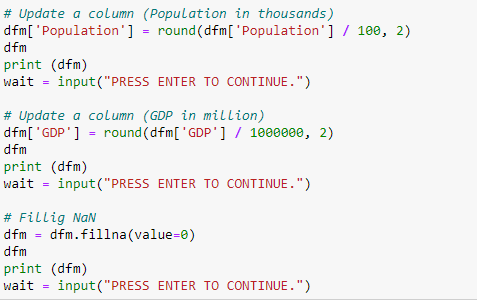 # Update a column (Population in thousands)
dfm['Population'] = round(dfm['Population'] / 100, 2)
dfm
print (dfm)
wait = input("PRESS ENTER TO CONTINUE.")
# Update a column (GDP in million)
dfm['GDP'] = round(dfm['GDP'] / 1000000, 2)
dfm
print (dfm)
wait = input("PRESS ENTER TO CONTINUE.")
# Fillig NaN
dfm = dfm.fillna(value=0)
dfm
print (dfm)
wait = input("PRESS ENTER TO CONTINUE.")